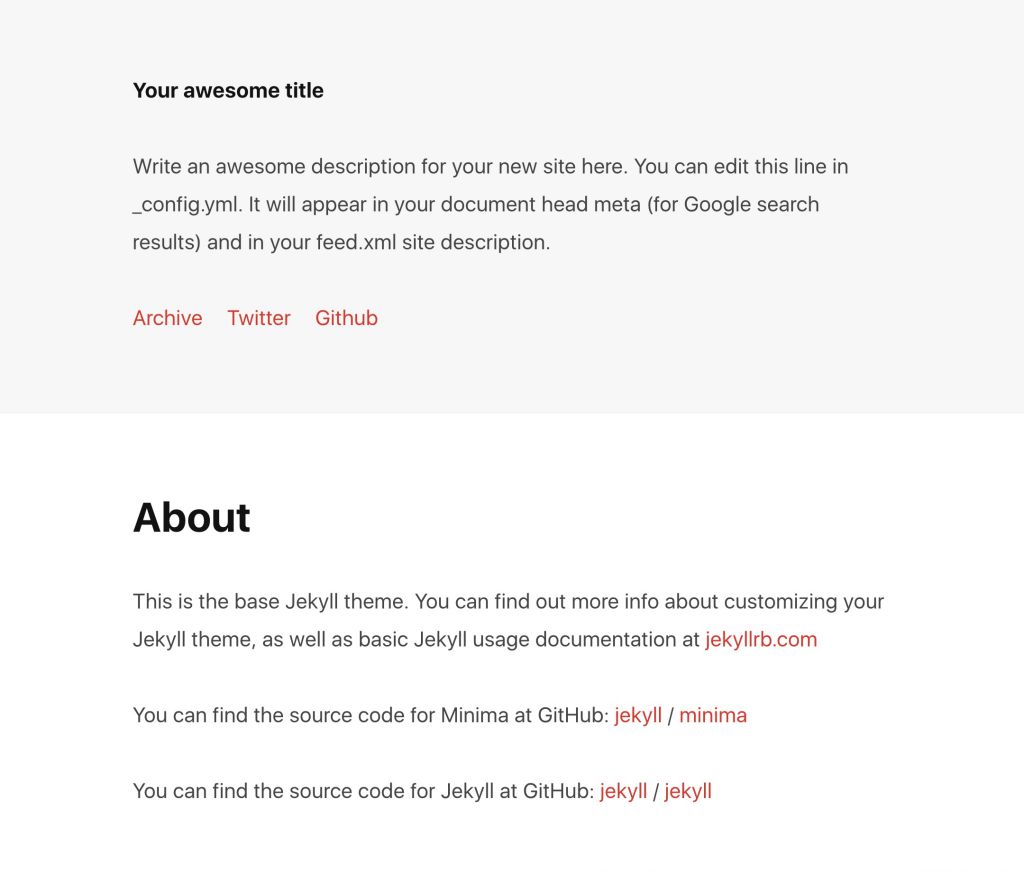 Your awesome title
Write an awesome description for your new site here. You can edit this line in
_config.yml. It will appear in your document head meta (for Google search
results) and in your feed.xml site description.
Archive Twitter Github
About
This is the base Jekyll theme. You can find out more info about customizing your
Jekyll theme, as well as basic Jekyll usage documentation at jekyllrb.com
You can find the source code for Minima at GitHub: jekyll / minima
You can find the source code for Jekyll at GitHub: jekyll / jekyll